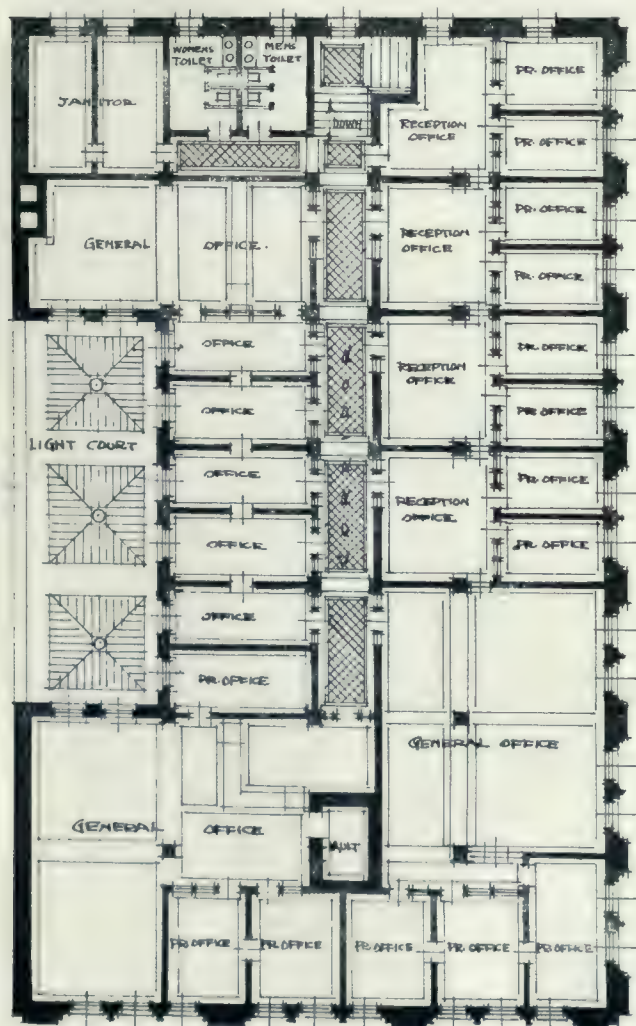 WOMENS TOILET
MENS TOILET
PR. OFFICE
JANITOR
DOWN
RECEPTION OFFICE
PR. OFFICE
PR. OFFICE
GENERAL OFFICE.
RECEPTION OFFICE
PR. OFFICE
OFFICE
PR. OFFICE
RECEPTION OFFICE
OFFICE
PR. OFFICE
LIGHT COURT
OFFICE
PR. OFFICE
RECEPTION OFFICE
OFFICE
PR. OFFICE
OFFICE
PR. OFFICE
GENERAL OFFICE
GENERAL OFFICE
VAULT
PR. OFFICE
PR. OFFICE
PR. OFFICE
PR. OFFICE
PR. OFFICE